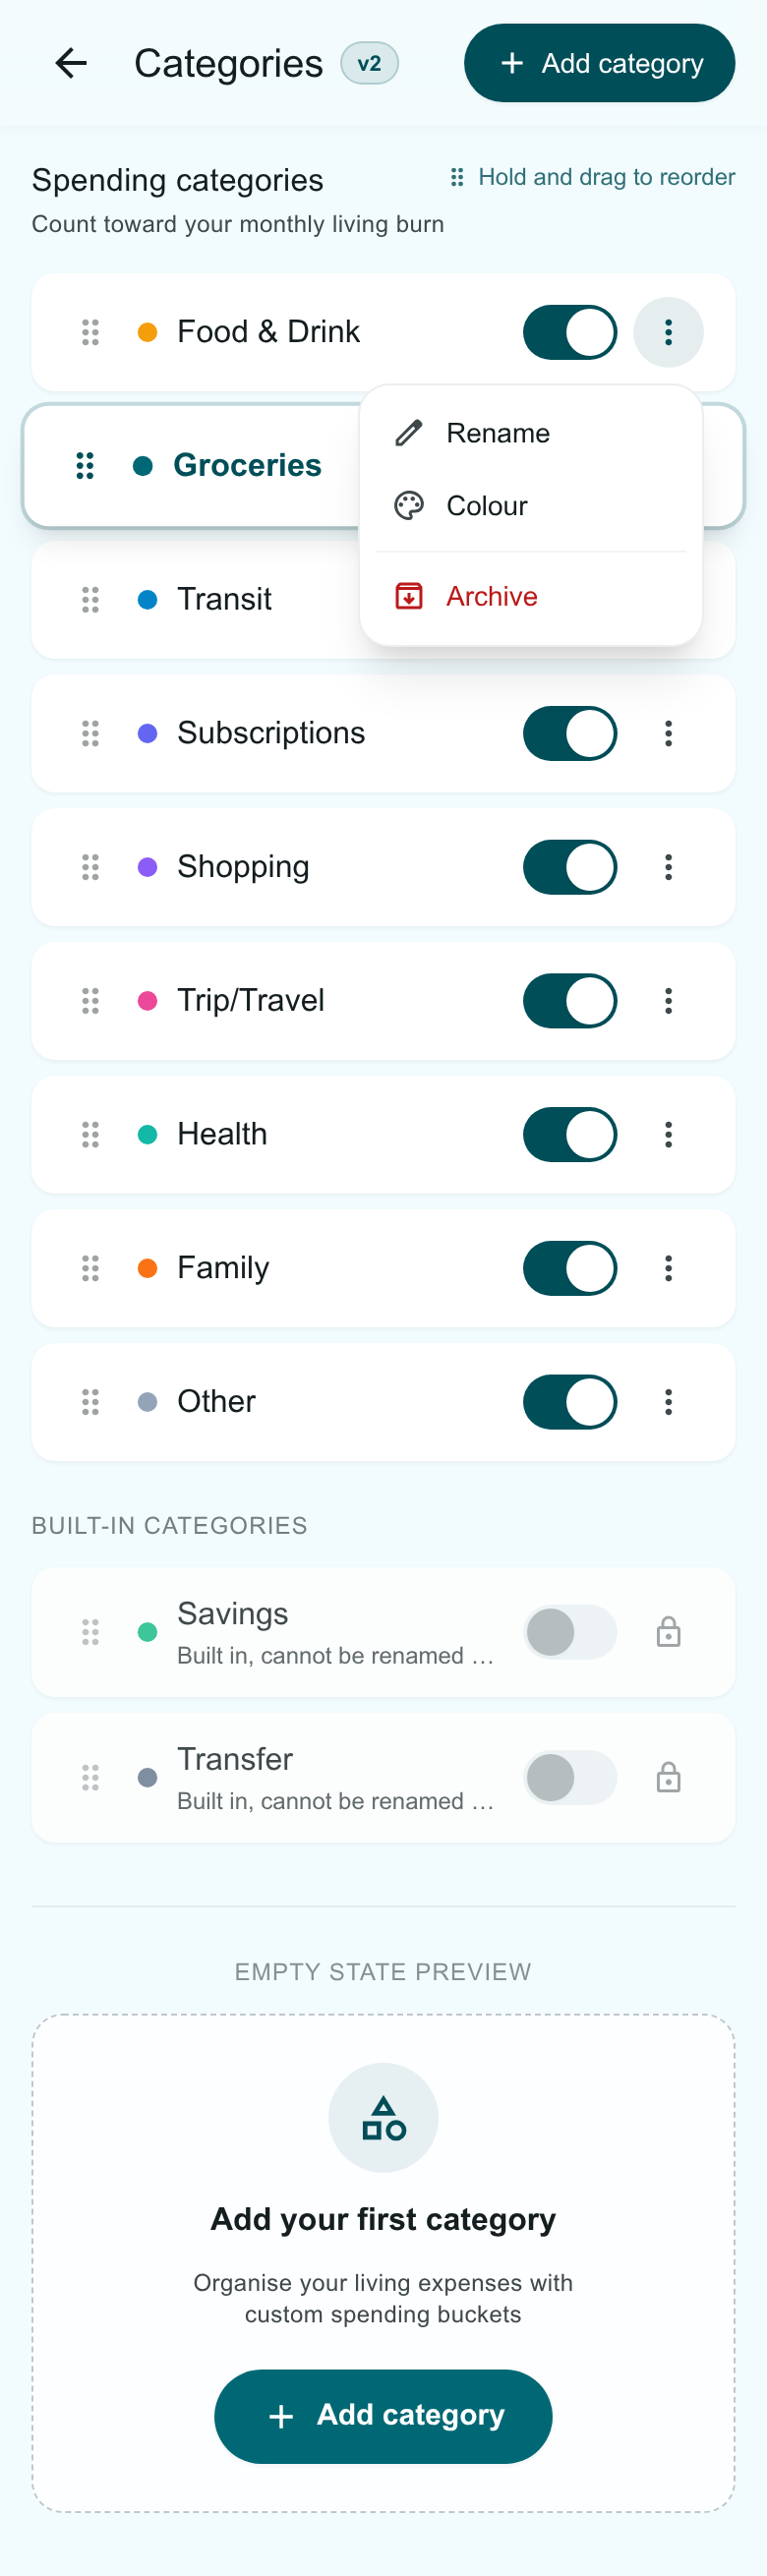 Categories v2 Add category
Spending categories
Hold and drag to reorder
Count toward your monthly living burn
Food & Drink
Rename
Groceries
Colour
Transit
Archive
Subscriptions
Shopping
Trip/Travel
Health
Family
Other
BUILT-IN CATEGORIES
Savings
Built in, cannot be renamed …
Transfer
Built in, cannot be renamed …
EMPTY STATE PREVIEW
Add your first category
Organise your living expenses with
custom spending buckets
Add category